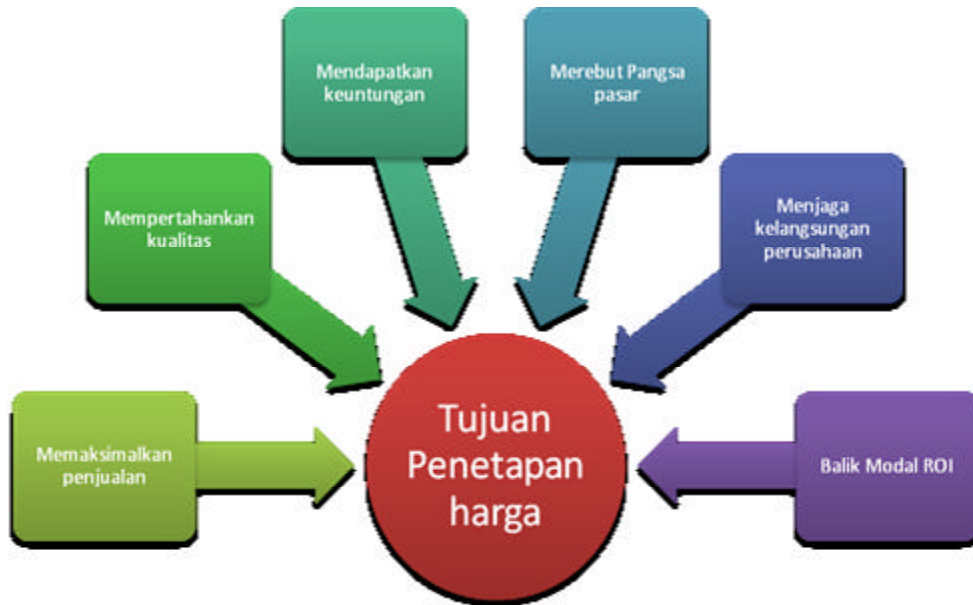 Mendapatkan
keuntungan
Merebut Pangsa
pasar
Mempertahankan
kualitas
Menjaga
kelangsungan
perusahaan
Memaksimalkan
penjualan
Tujuan
Penetapan
harga
Balik Modal ROI